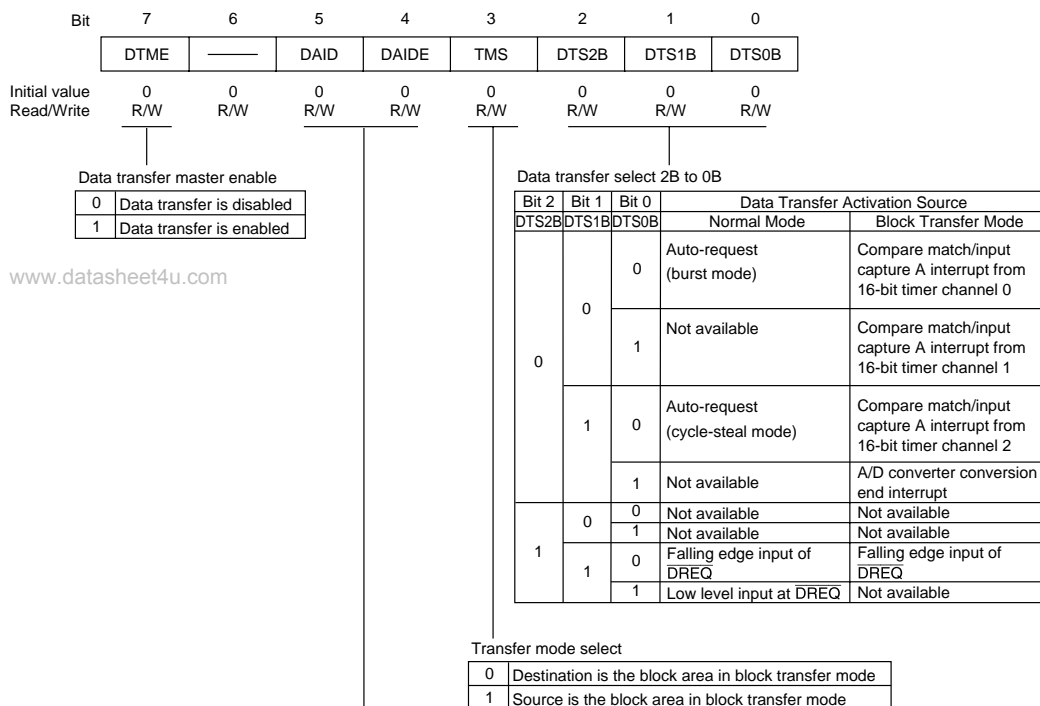 Bit 7 6 5 4 3 2 1 0
DTME —— DAID DAIDE TMS DTS2B DTS1B DTS0B
Initial value 0 0 0 0 0 0 0 0
Read/Write R/W R/W R/W R/W R/W R/W R/W R/W
Data transfer master enable
0 Data transfer is disabled
1 Data transfer is enabled
www.datasheet4u.com
Data transfer select 2B to 0B
Bit 2 Bit 1 Bit 0 Data Transfer Activation Source
DTS2B DTS1B DTS0B Normal Mode Block Transfer Mode
0 0 0 Auto-request (burst mode) Compare match/input capture A interrupt from 16-bit timer channel 0
1 Not available Compare match/input capture A interrupt from 16-bit timer channel 1
1 0 Auto-request (cycle-steal mode) Compare match/input capture A interrupt from 16-bit timer channel 2
1 Not available A/D converter conversion end interrupt
1 0 0 Not available Not available
1 Not available Not available
1 0 Falling edge input of DREQ Falling edge input of DREQ
1 Low level input at DREQ Not available
Transfer mode select
0 Destination is the block area in block transfer mode
1 Source is the block area in block transfer mode